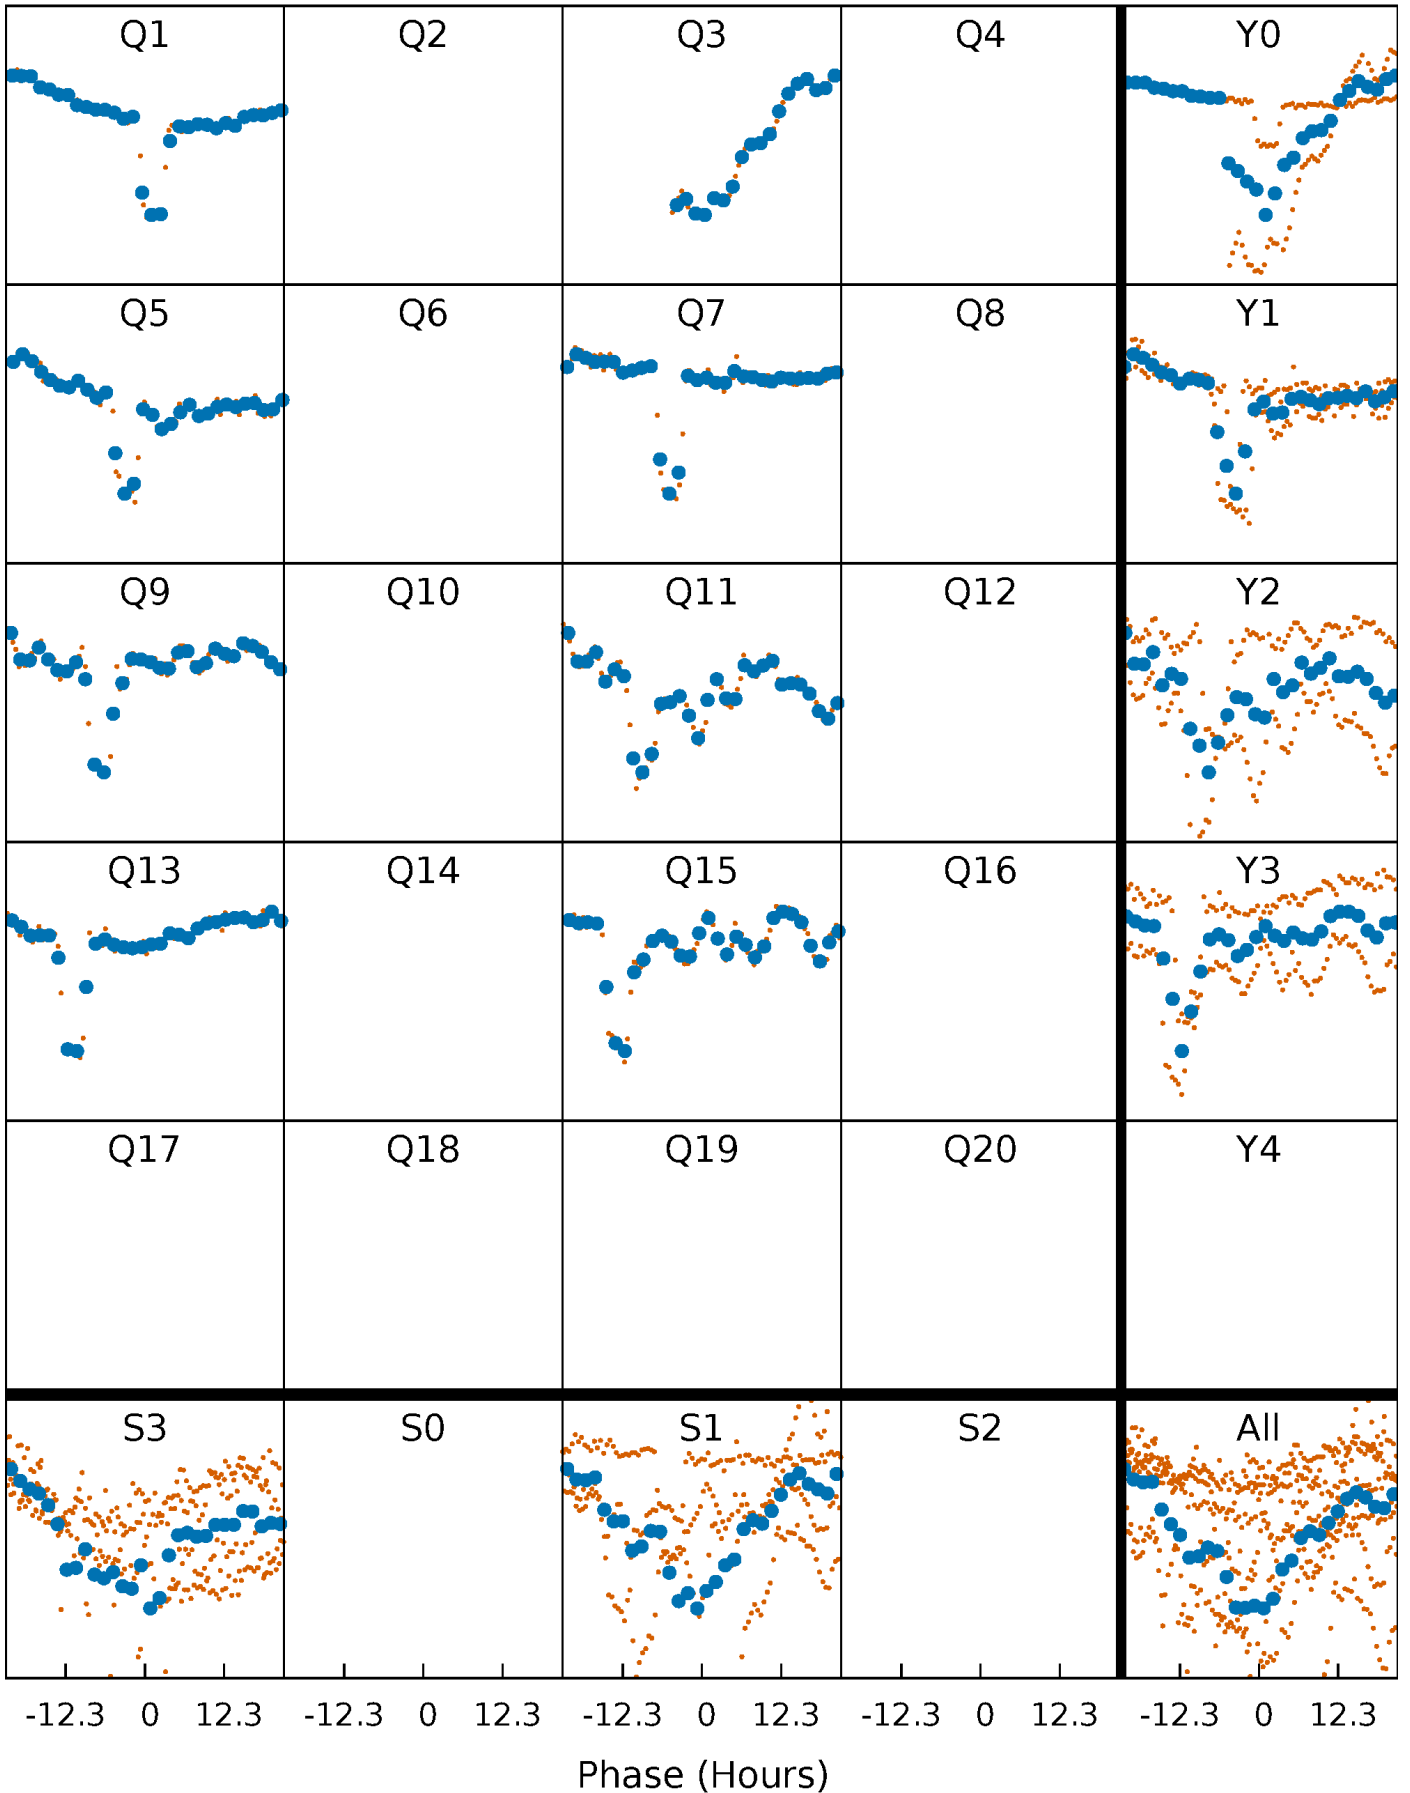 Q1 Q2 Q3 Q4 Y0
Q5 Q6 Q7 Q8 Y1
Q9 Q10 Q11 Q12 Y2
Q13 Q14 Q15 Q16 Y3
Q17 Q18 Q19 Q20 Y4
S3 S0 S1 S2 All
-12.3 0 12.3 -12.3 0 12.3 -12.3 0 12.3 -12.3 0 12.3 -12.3 0 12.3
Phase (Hours)